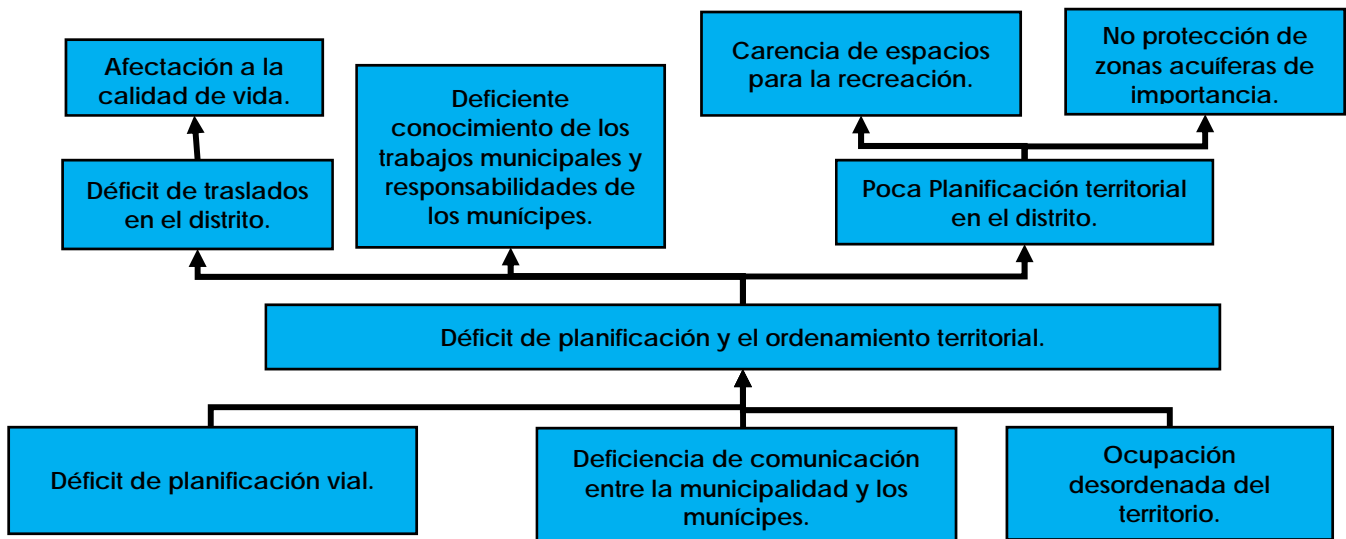 Afectación a la
calidad de vida.
Deficiente
conocimiento de los
trabajos municipales y
responsabilidades de
los munícipes.
Carencia de espacios
para la recreación.
No protección de
zonas acuíferas de
importancia.
Déficit de traslados
en el distrito.
Poca Planificación territorial
en el distrito.
Déficit de planificación y el ordenamiento territorial.
Déficit de planificación vial.
Deficiencia de comunicación
entre la municipalidad y los
munícipes.
Ocupación
desordenada del
territorio.